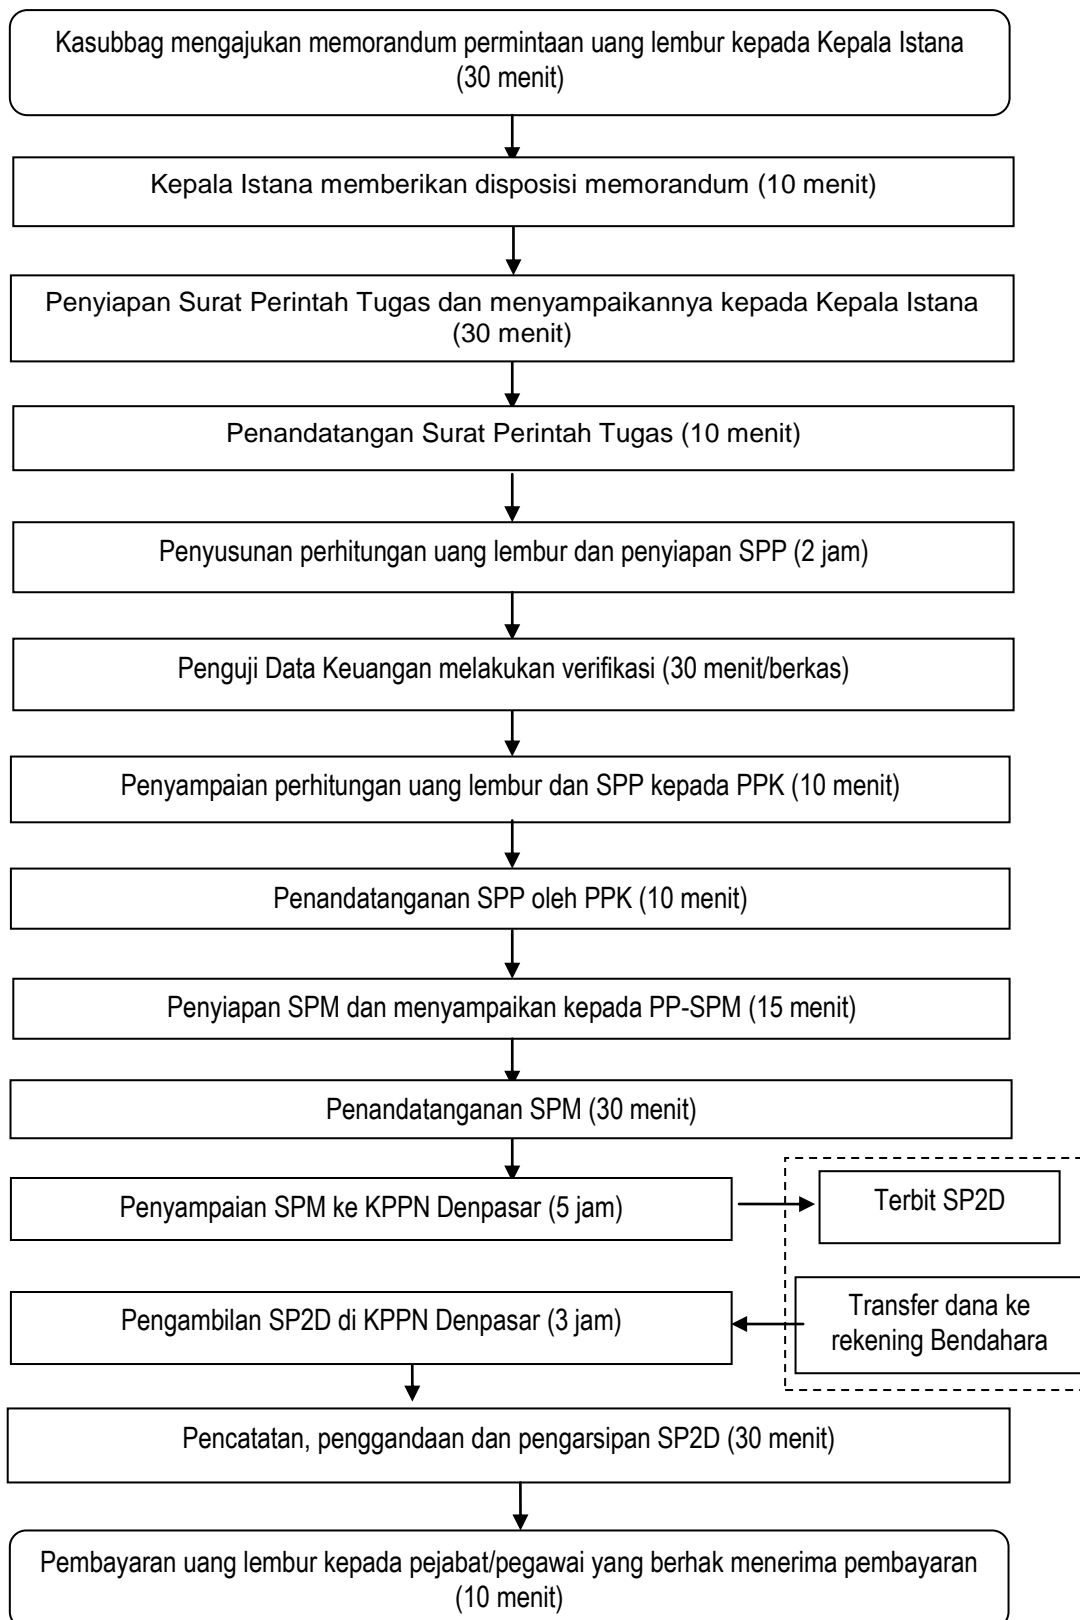 Kasubbag mengajukan memorandum permintaan uang lembur kepada Kepala Istana
(30 menit)
Kepala Istana memberikan disposisi memorandum (10 menit)
Penyiapan Surat Perintah Tugas dan menyampaikannya kepada Kepala Istana
(30 menit)
Penandatangan Surat Perintah Tugas (10 menit)
Penyusunan perhitungan uang lembur dan penyiapan SPP (2 jam)
Penguji Data Keuangan melakukan verifikasi (30 menit/berkas)
Penyampaian perhitungan uang lembur dan SPP kepada PPK (10 menit)
Penandatanganan SPP oleh PPK (10 menit)
Penyiapan SPM dan menyampaikan kepada PP-SPM (15 menit)
Penandatanganan SPM (30 menit)
Penyampaian SPM ke KPPN Denpasar (5 jam)
Terbit SP2D
Transfer dana ke
rekening Bendahara
Pengambilan SP2D di KPPN Denpasar (3 jam)
Pencatatan, penggandaan dan pengarsipan SP2D (30 menit)
Pembayaran uang lembur kepada pejabat/pegawai yang berhak menerima pembayaran
(10 menit)